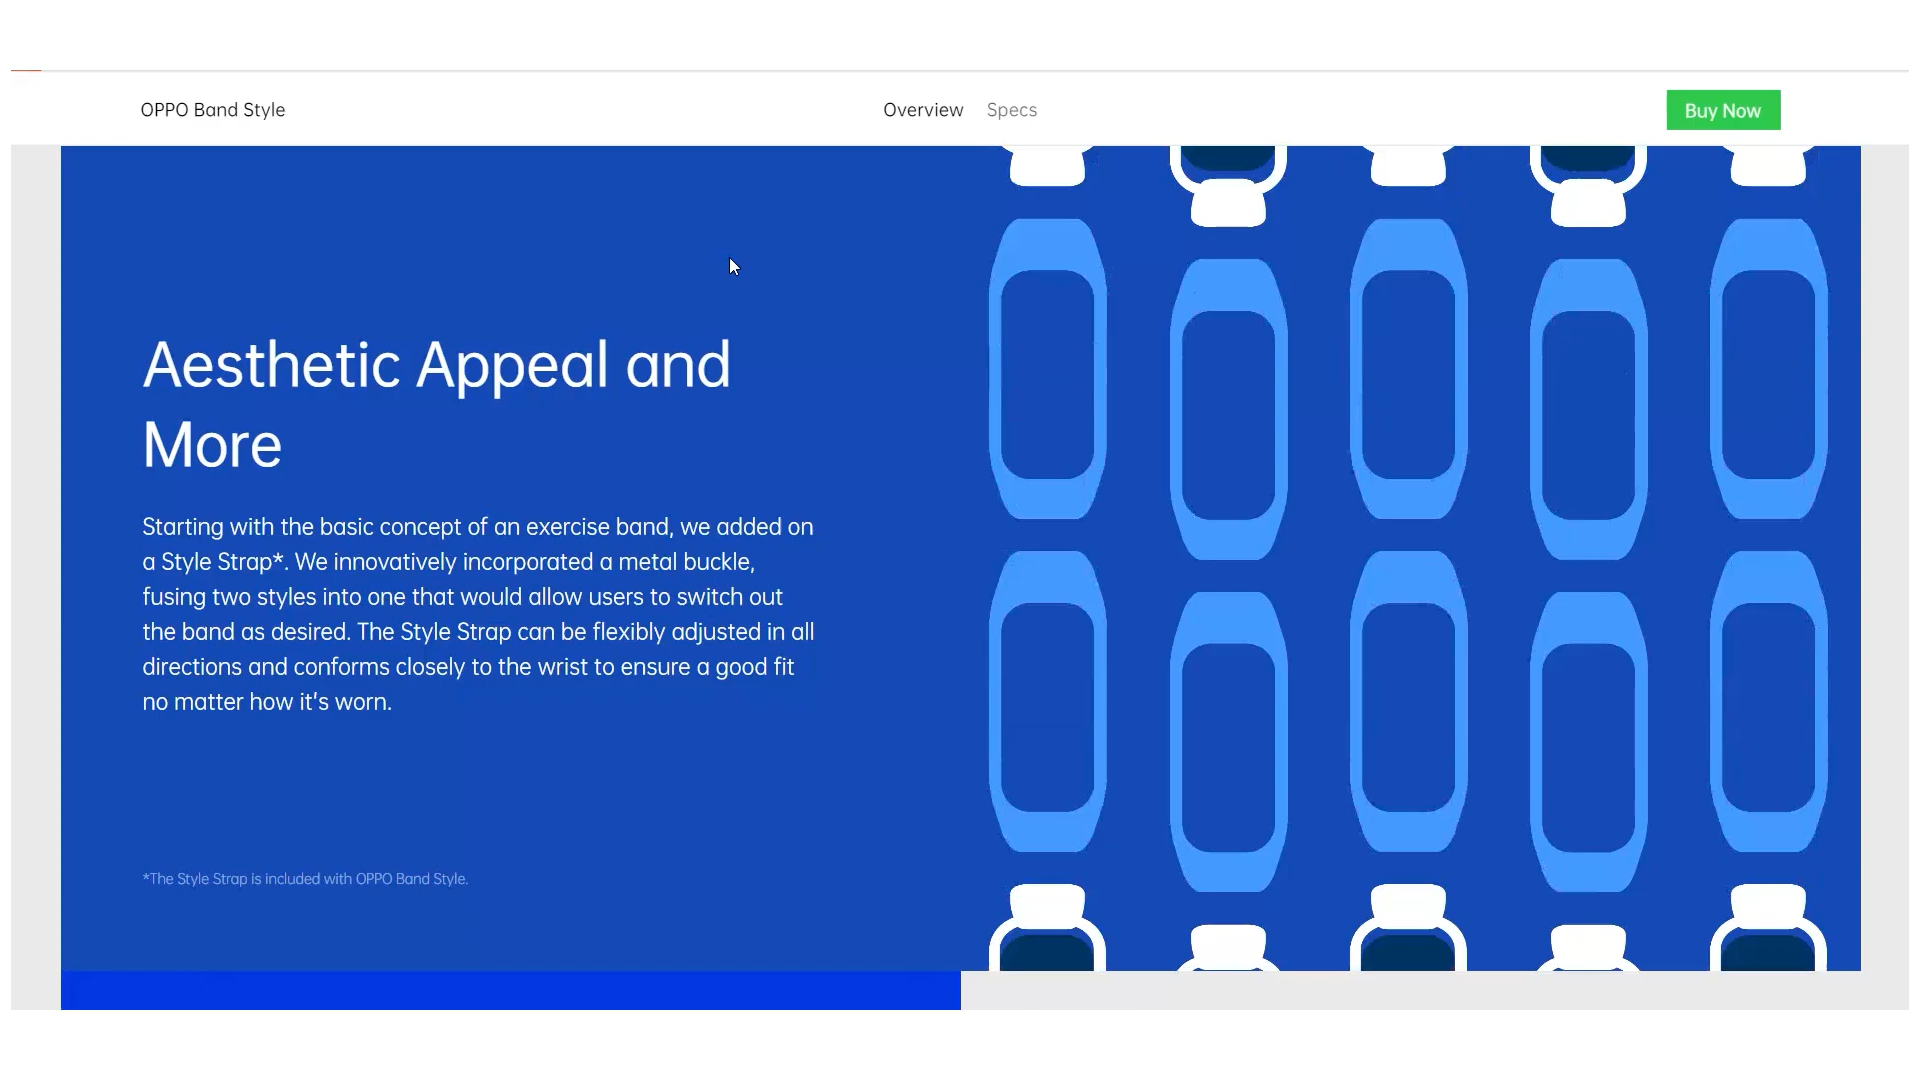 OPPO Band Style
Overview
Specs
Buy Now
Aesthetic Appeal and
More
Starting with the basic concept of an exercise band, we added on
a Style Strap*. We innovatively incorporated a metal buckle,
fusing two styles into one that would allow users to switch out
the band as desired. The Style Strap can be flexibly adjusted in all
directions and conforms closely to the wrist to ensure a good fit
no matter how it's worn.
*The Style Strap is included with OPPO Band Style.